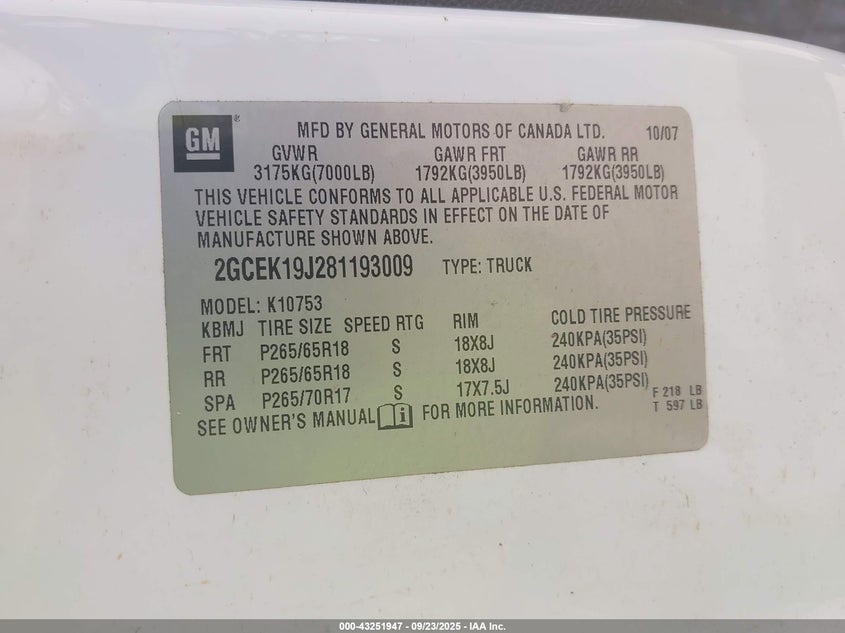 GM®
MFD BY GENERAL MOTORS OF CANADA LTD. 10/07
GVWR GAWR FRT GAWR RR
3175KG(7000LB) 1792KG(3950LB) 1792KG(3950LB)
THIS VEHICLE CONFORMS TO ALL APPLICABLE U.S. FEDERAL MOTOR
VEHICLE SAFETY STANDARDS IN EFFECT ON THE DATE OF
MANUFACTURE SHOWN ABOVE.
2GCEK19J281193009 TYPE: TRUCK
MODEL: K10753
KBMJ TIRE SIZE SPEED RTG RIM COLD TIRE PRESSURE
FRT P265/65R18 S 18X8J 240KPA(35PSI)
RR P265/65R18 S 18X8J 240KPA(35PSI)
SPA P265/70R17 S 17X7.5J 240KPA(35PSI)
F 218 LB
T 597 LB
SEE OWNER'S MANUAL FOR MORE INFORMATION.
000-43251947 - 09/23/2025 - IAA Inc.